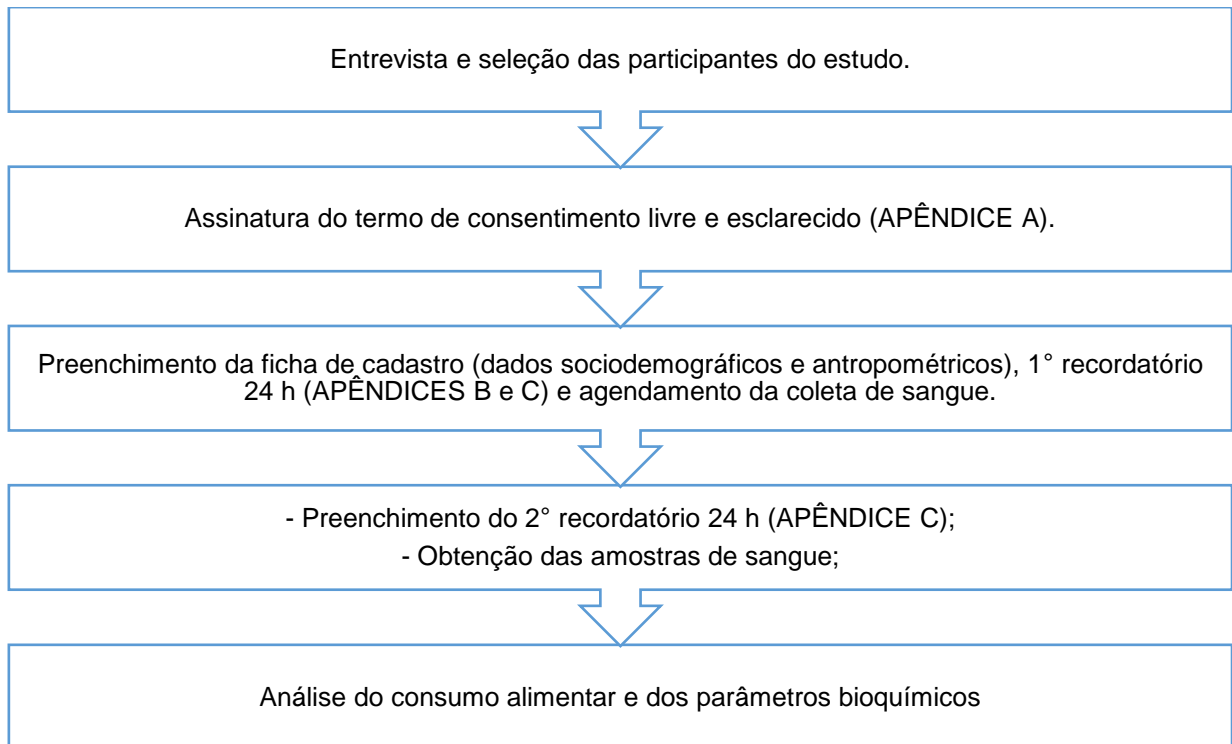 Entrevista e seleção das participantes do estudo.
Assinatura do termo de consentimento livre e esclarecido (APÊNDICE A).
Preenchimento da ficha de cadastro (dados sociodemográficos e antropométricos), 1° recordatório
24 h (APÊNDICES B e C) e agendamento da coleta de sangue.
- Preenchimento do 2° recordatório 24 h (APÊNDICE C);
- Obtenção das amostras de sangue;
Análise do consumo alimentar e dos parâmetros bioquímicos